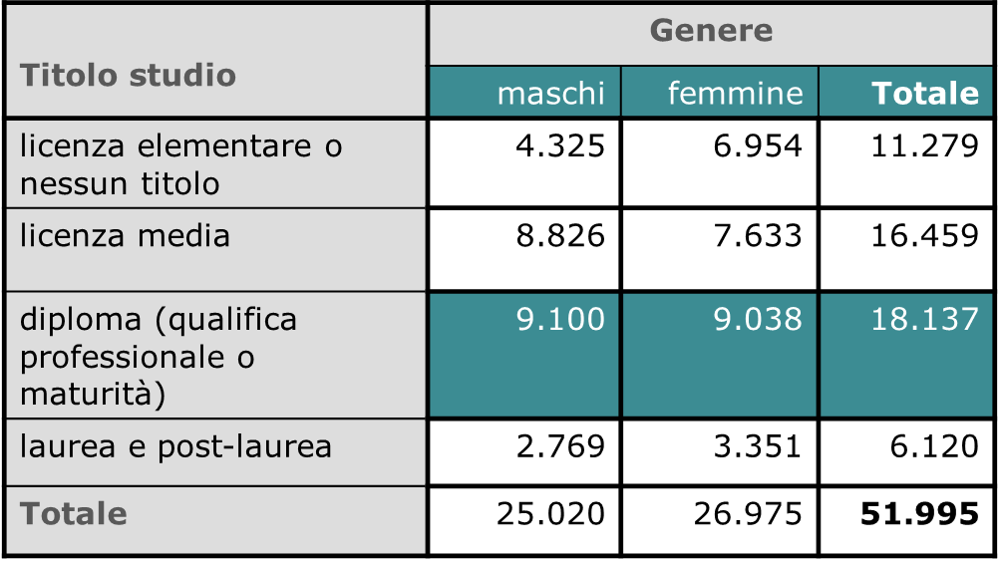 Genere
Titolo studio
maschi femmine Totale
licenza elementare o 4.325 6.954 11.279
nessun titolo
licenza media 8.826 7.633 16.459
diploma (qualifica 9.100 9.038 18.137
professionale o
maturità)
laurea e post-laurea 2.769 3.351 6.120
Totale 25.020 26.975 51.995